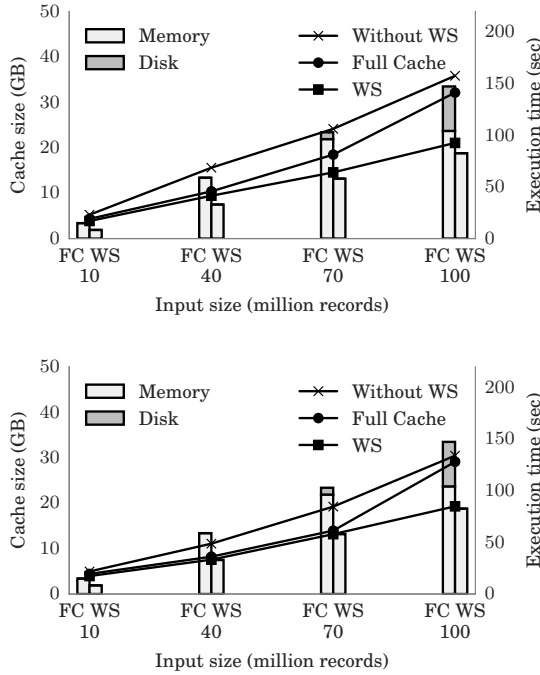 50
40
30
20
10
0
Cache size (GB)
Memory
Disk
Without WS
Full Cache
WS
200
150
100
50
0
Execution time (sec)
FC WS FC WS FC WS FC WS
10 40 70 100
Input size (million records)
50
40
30
20
10
0
Cache size (GB)
Memory
Disk
Without WS
Full Cache
WS
200
150
100
50
0
Execution time (sec)
FC WS FC WS FC WS FC WS
10 40 70 100
Input size (million records)